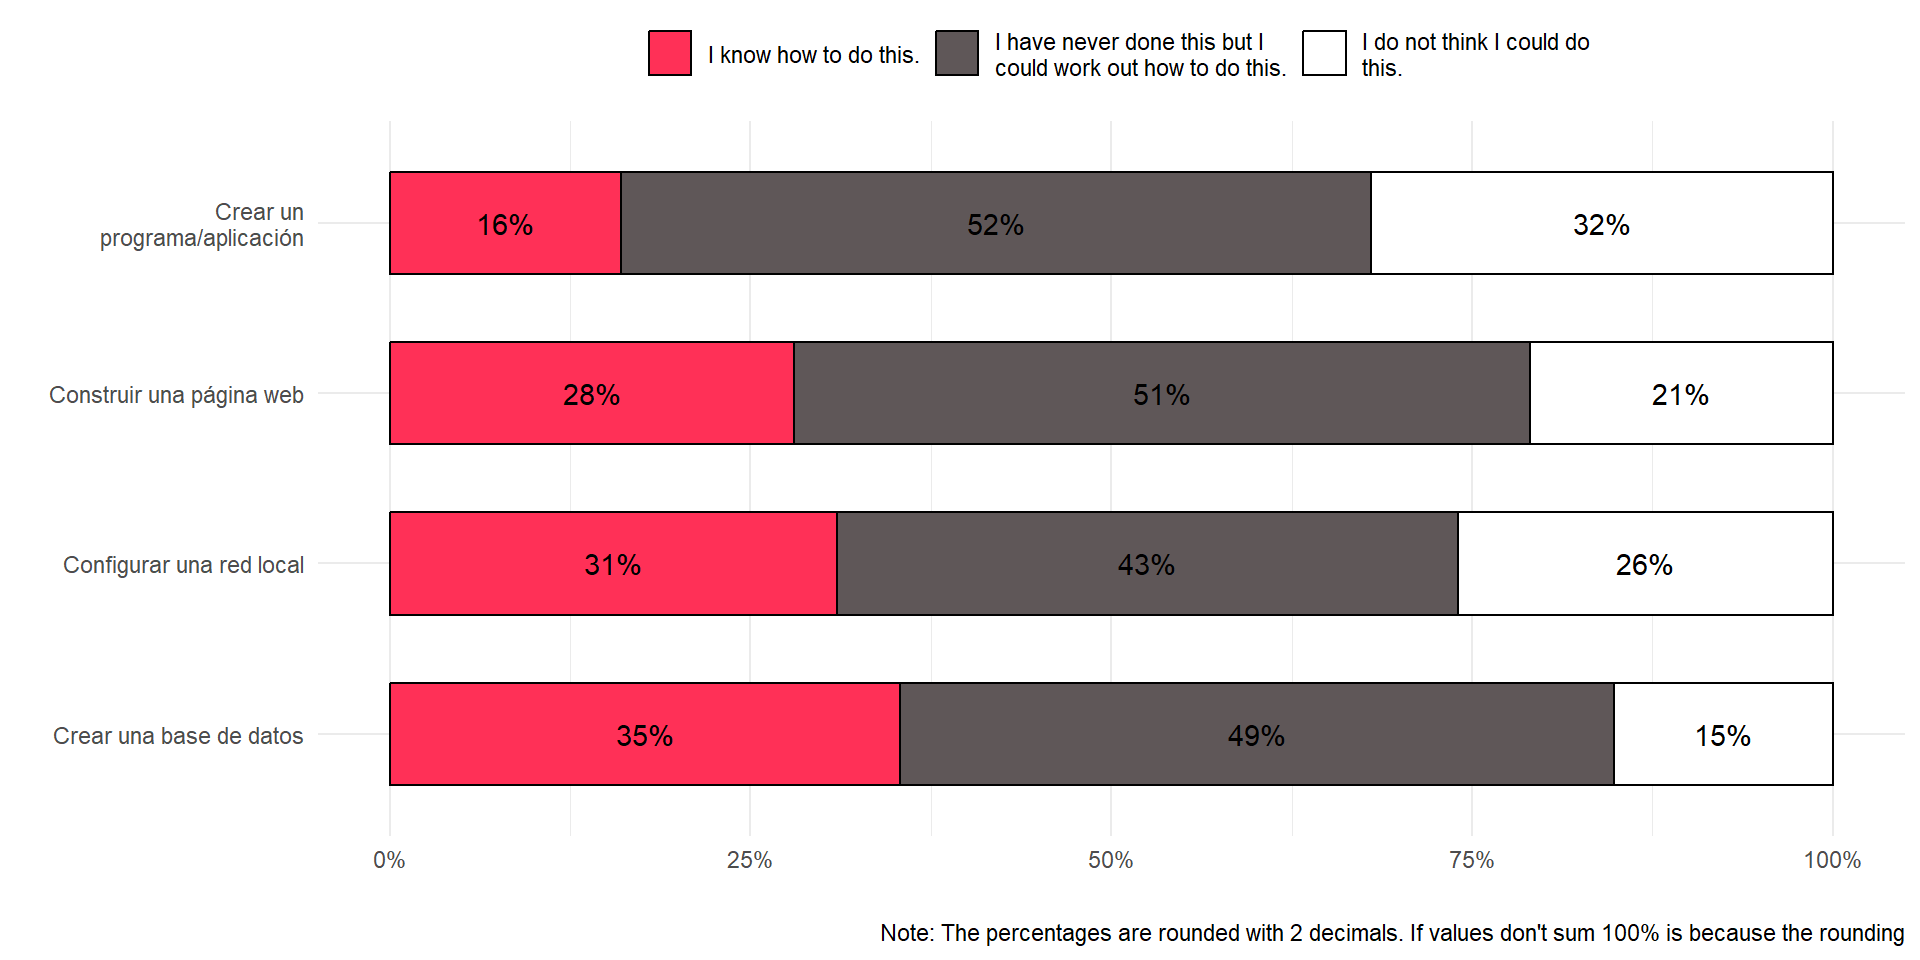 I know how to do this.
I have never done this but I
could work out how to do this.
I do not think I could do
this.
Crear un
programa/aplicación
16%
52%
32%
Construir una página web
28%
51%
21%
Configurar una red local
31%
43%
26%
Crear una base de datos
35%
49%
15%
0%
25%
50%
75%
100%
Note: The percentages are rounded with 2 decimals. If values don't sum 100% is because the rounding